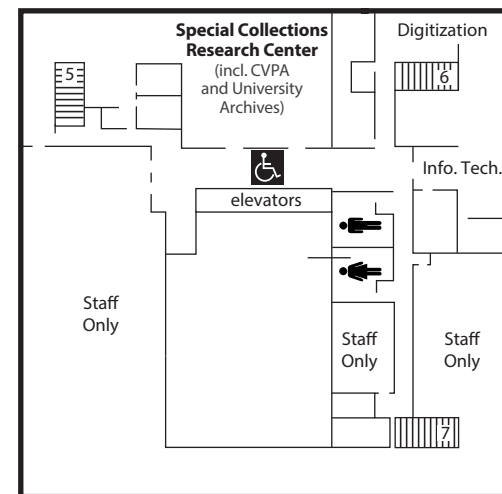 Special Collections
Research Center
(incl. CVPA
and University
Archives)
Digitization
5
6
Info. Tech.
elevators
Staff
Only
Staff
Only
Staff
Only
7